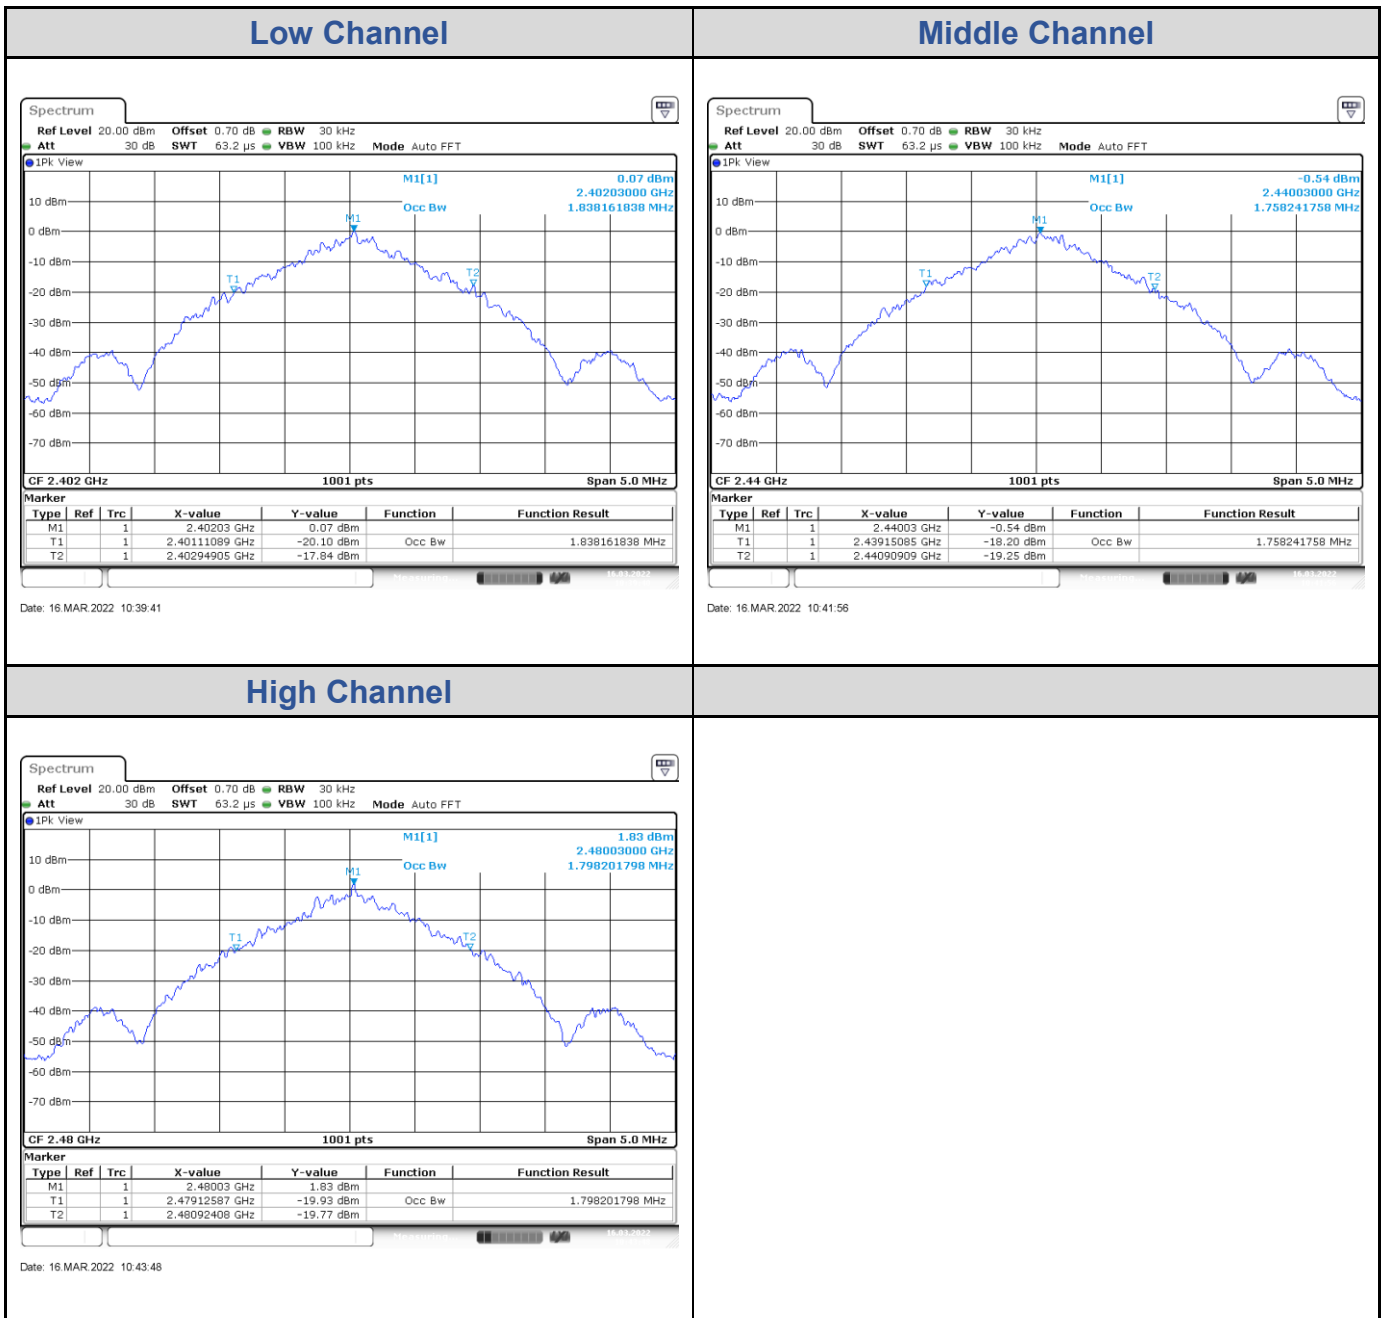 Low Channel
Spectrum
Ref Level 20.00 dBm Offset 0.70 dB RBW 30 kHz
Att 30 dB SWT 63.2 µs VBW 100 kHz Mode Auto FFT
1Pk View
M1[1] 0.07 dBm
2.40203000 GHz
10 dBm
Occ Bw 1.838161838 MHz
M1
0 dBm
-10 dBm
T1
T2
-20 dBm
-30 dBm
-40 dBm
-50 dBm
-60 dBm
-70 dBm
CF 2.402 GHz 1001 pts Span 5.0 MHz
Marker
Type Ref Trc X-value Y-value Function Function Result
M1 1 2.40203 GHz 0.07 dBm
T1 1 2.40111089 GHz -20.10 dBm Occ Bw 1.838161838 MHz
T2 1 2.40294905 GHz -17.84 dBm
Measuring 16.03.2022
Date: 16.MAR.2022 10:39:41
Middle Channel
Spectrum
Ref Level 20.00 dBm Offset 0.70 dB RBW 30 kHz
Att 30 dB SWT 63.2 µs VBW 100 kHz Mode Auto FFT
1Pk View
M1[1] -0.54 dBm
2.44003000 GHz
10 dBm
Occ Bw 1.758241758 MHz
M1
0 dBm
-10 dBm
T1
T2
-20 dBm
-30 dBm
-40 dBm
-50 dBm
-60 dBm
-70 dBm
CF 2.44 GHz 1001 pts Span 5.0 MHz
Marker
Type Ref Trc X-value Y-value Function Function Result
M1 1 2.44003 GHz -0.54 dBm
T1 1 2.43915085 GHz -18.20 dBm Occ Bw 1.758241758 MHz
T2 1 2.44090909 GHz -19.25 dBm
Measuring 16.03.2022
Date: 16.MAR.2022 10:41:56
High Channel
Spectrum
Ref Level 20.00 dBm Offset 0.70 dB RBW 30 kHz
Att 30 dB SWT 63.2 µs VBW 100 kHz Mode Auto FFT
1Pk View
M1[1] 1.83 dBm
2.48003000 GHz
10 dBm
Occ Bw 1.798201798 MHz
M1
0 dBm
-10 dBm
T1
T2
-20 dBm
-30 dBm
-40 dBm
-50 dBm
-60 dBm
-70 dBm
CF 2.48 GHz 1001 pts Span 5.0 MHz
Marker
Type Ref Trc X-value Y-value Function Function Result
M1 1 2.48003 GHz 1.83 dBm
T1 1 2.47912587 GHz -19.93 dBm Occ Bw 1.798201798 MHz
T2 1 2.48092408 GHz -19.77 dBm
Measuring 16.03.2022
Date: 16.MAR.2022 10:43:48